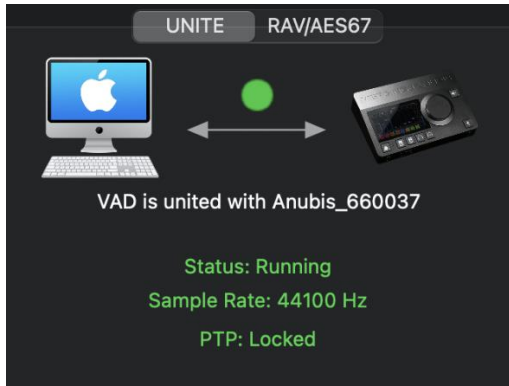 UNITE RAV/AES67
VAD is united with Anubis_660037
Status: Running
Sample Rate: 44100 Hz
PTP: Locked